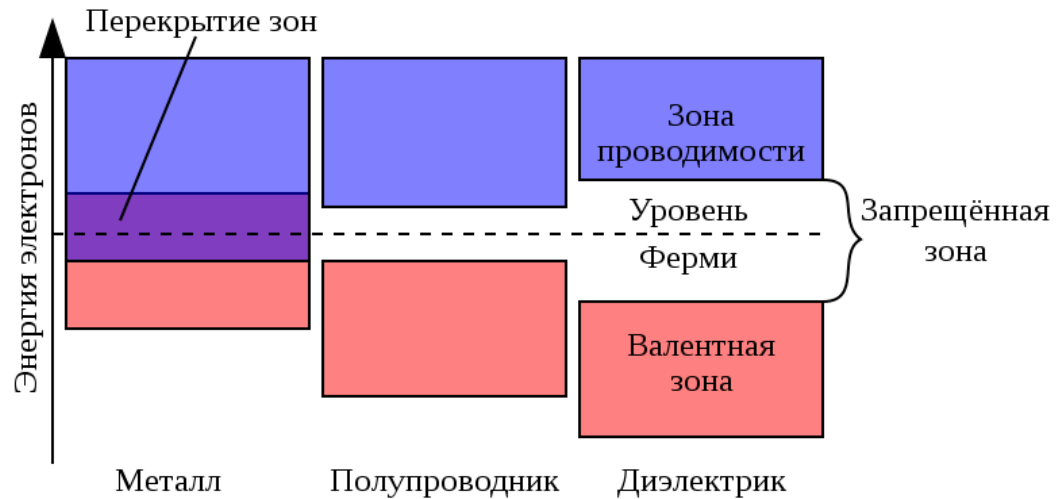 Перекрытие зон
Энергия электронов
Зона
проводимости
Уровень
Ферми
Запрещённая
зона
Валентная
зона
Металл
Полупроводник
Диэлектрик